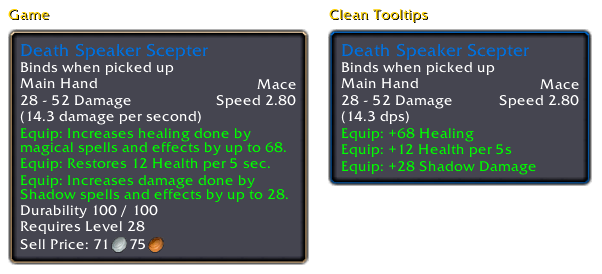 Game
Death Speaker Scepter
Binds when picked up
Main Hand Mace
28 - 52 Damage Speed 2.80
(14.3 damage per second)
Equip: Increases healing done by
magical spells and effects by up to 68.
Equip: Restores 12 Health per 5 sec.
Equip: Increases damage done by
Shadow spells and effects by up to 28.
Durability 100 / 100
Requires Level 28
Sell Price: 71 75
Clean Tooltips
Death Speaker Scepter
Binds when picked up
Main Hand Mace
28 - 52 Damage Speed 2.80
(14.3 dps)
Equip: +68 Healing
Equip: +12 Health per 5s
Equip: +28 Shadow Damage